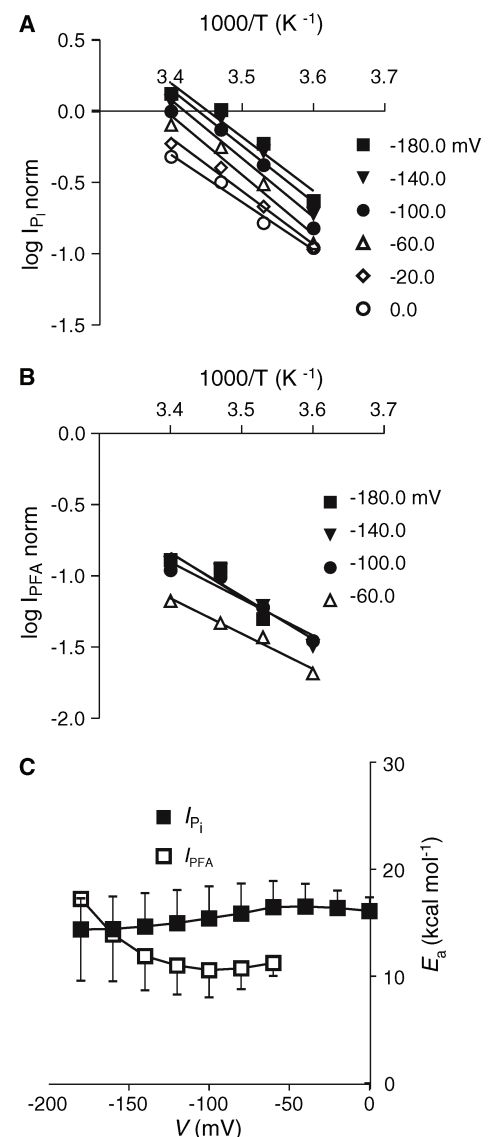 A
1000/T (K⁻¹)
0.5
3.4 3.5 3.6 3.7
0.0
-0.5
-1.0
-1.5
log I_Pi norm
-180.0 mV
-140.0
-100.0
-60.0
-20.0
0.0
B
1000/T (K⁻¹)
3.4 3.5 3.6 3.7
0.0
-0.5
-1.0
-1.5
-2.0
log I_PFA norm
-180.0 mV
-140.0
-100.0
-60.0
C
I_Pi
I_PFA
30
20
10
0
E_a (kcal mol⁻¹)
-200 -150 -100 -50 0
V (mV)